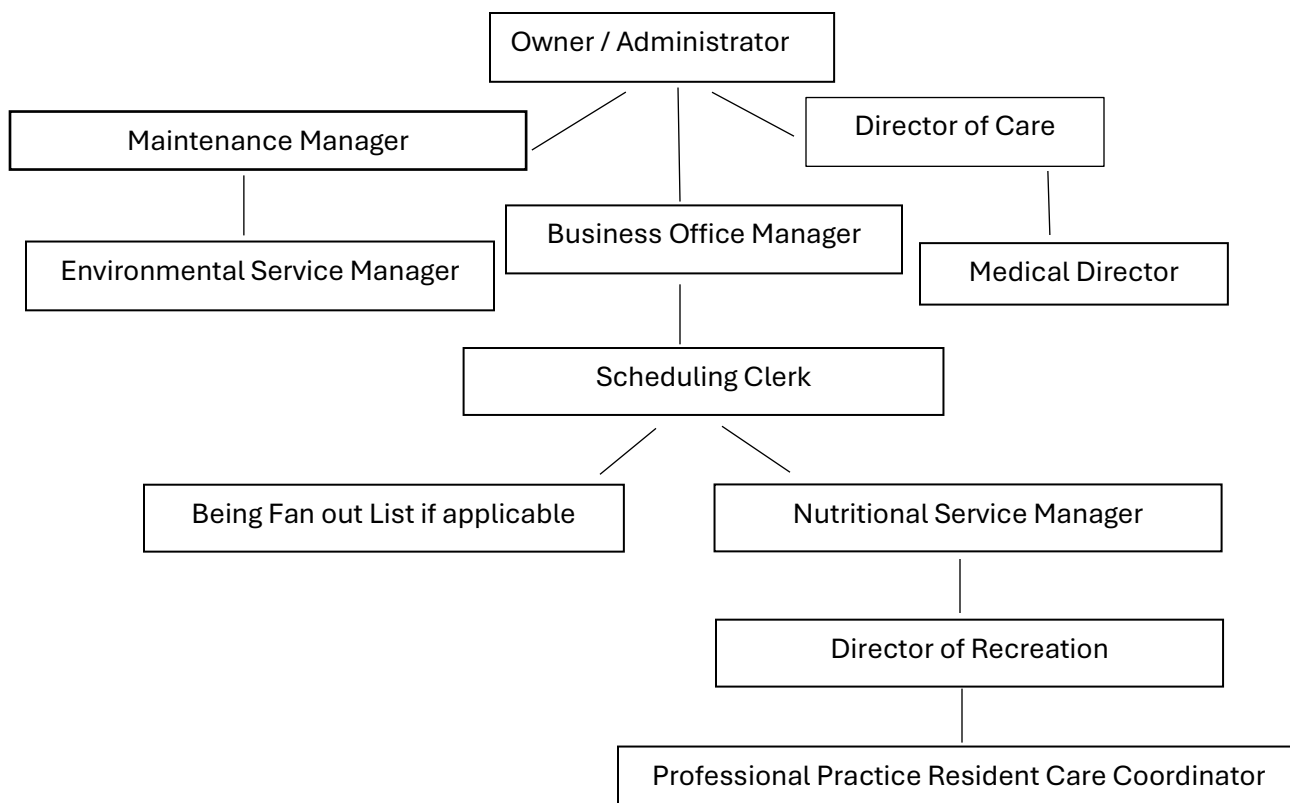 Owner / Administrator
Maintenance Manager
Director of Care
Business Office Manager
Environmental Service Manager
Medical Director
Scheduling Clerk
Being Fan out List if applicable
Nutritional Service Manager
Director of Recreation
Professional Practice Resident Care Coordinator